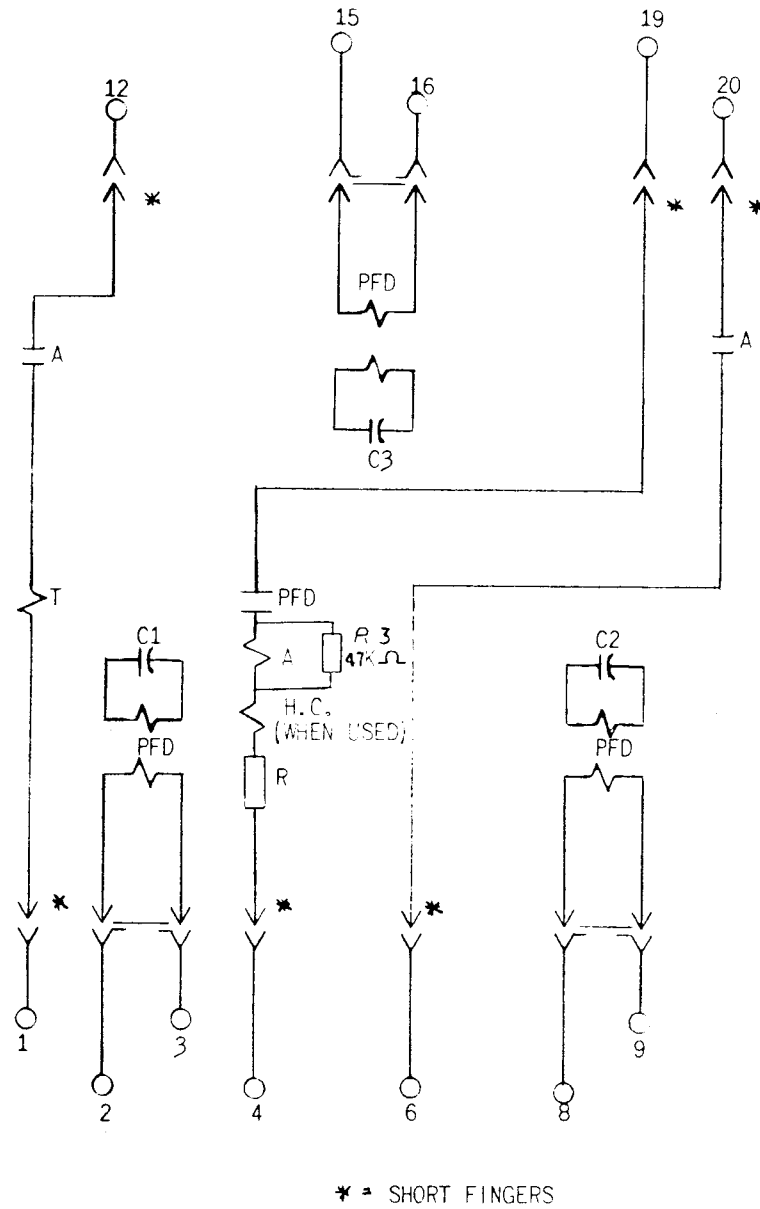 15
19
12
16
20
*
*
*
PFD
A
A
C3
T
PFD
C1
R 3
47K Ω
A
C2
H.C.
(WHEN USED)
PFD
PFD
R
*
*
*
1
3
9
2
4
6
8
* = SHORT FINGERS